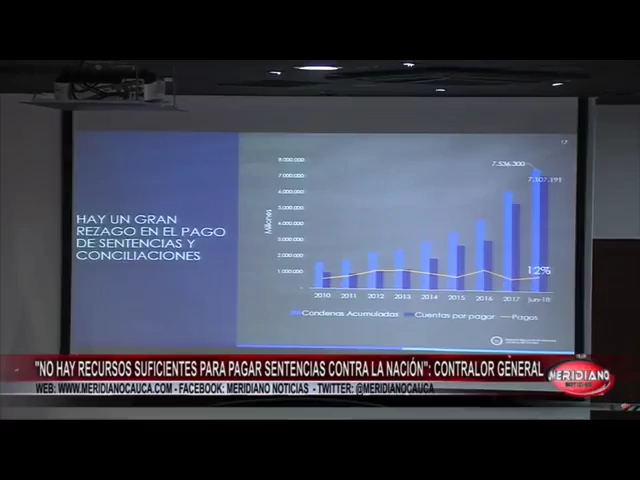 17
HAY UN GRAN
REZAGO EN EL PAGO
DE SENTENCIAS Y
CONCILIACIONES
Millones
8.000.000
7.000.000
6.000.000
5.000.000
4.000.000
3.000.000
2.000.000
1.000.000
7.536.300
7.307.191
1.2%
2010 2011 2012 2013 2014 2015 2016 2017 jun-18
Condenas Acumuladas Cuentas por pagar Pagos
"NO HAY RECURSOS SUFICIENTES PARA PAGAR SENTENCIAS CONTRA LA NACIÓN": CONTRALOR GENERAL
WEB: WWW.MERIDIANOCAUCA.COM - FACEBOOK: MERIDIANO NOTICIAS - TWITTER: @MERIDIANOCAUCA
MERIDIANO
NOTICIAS